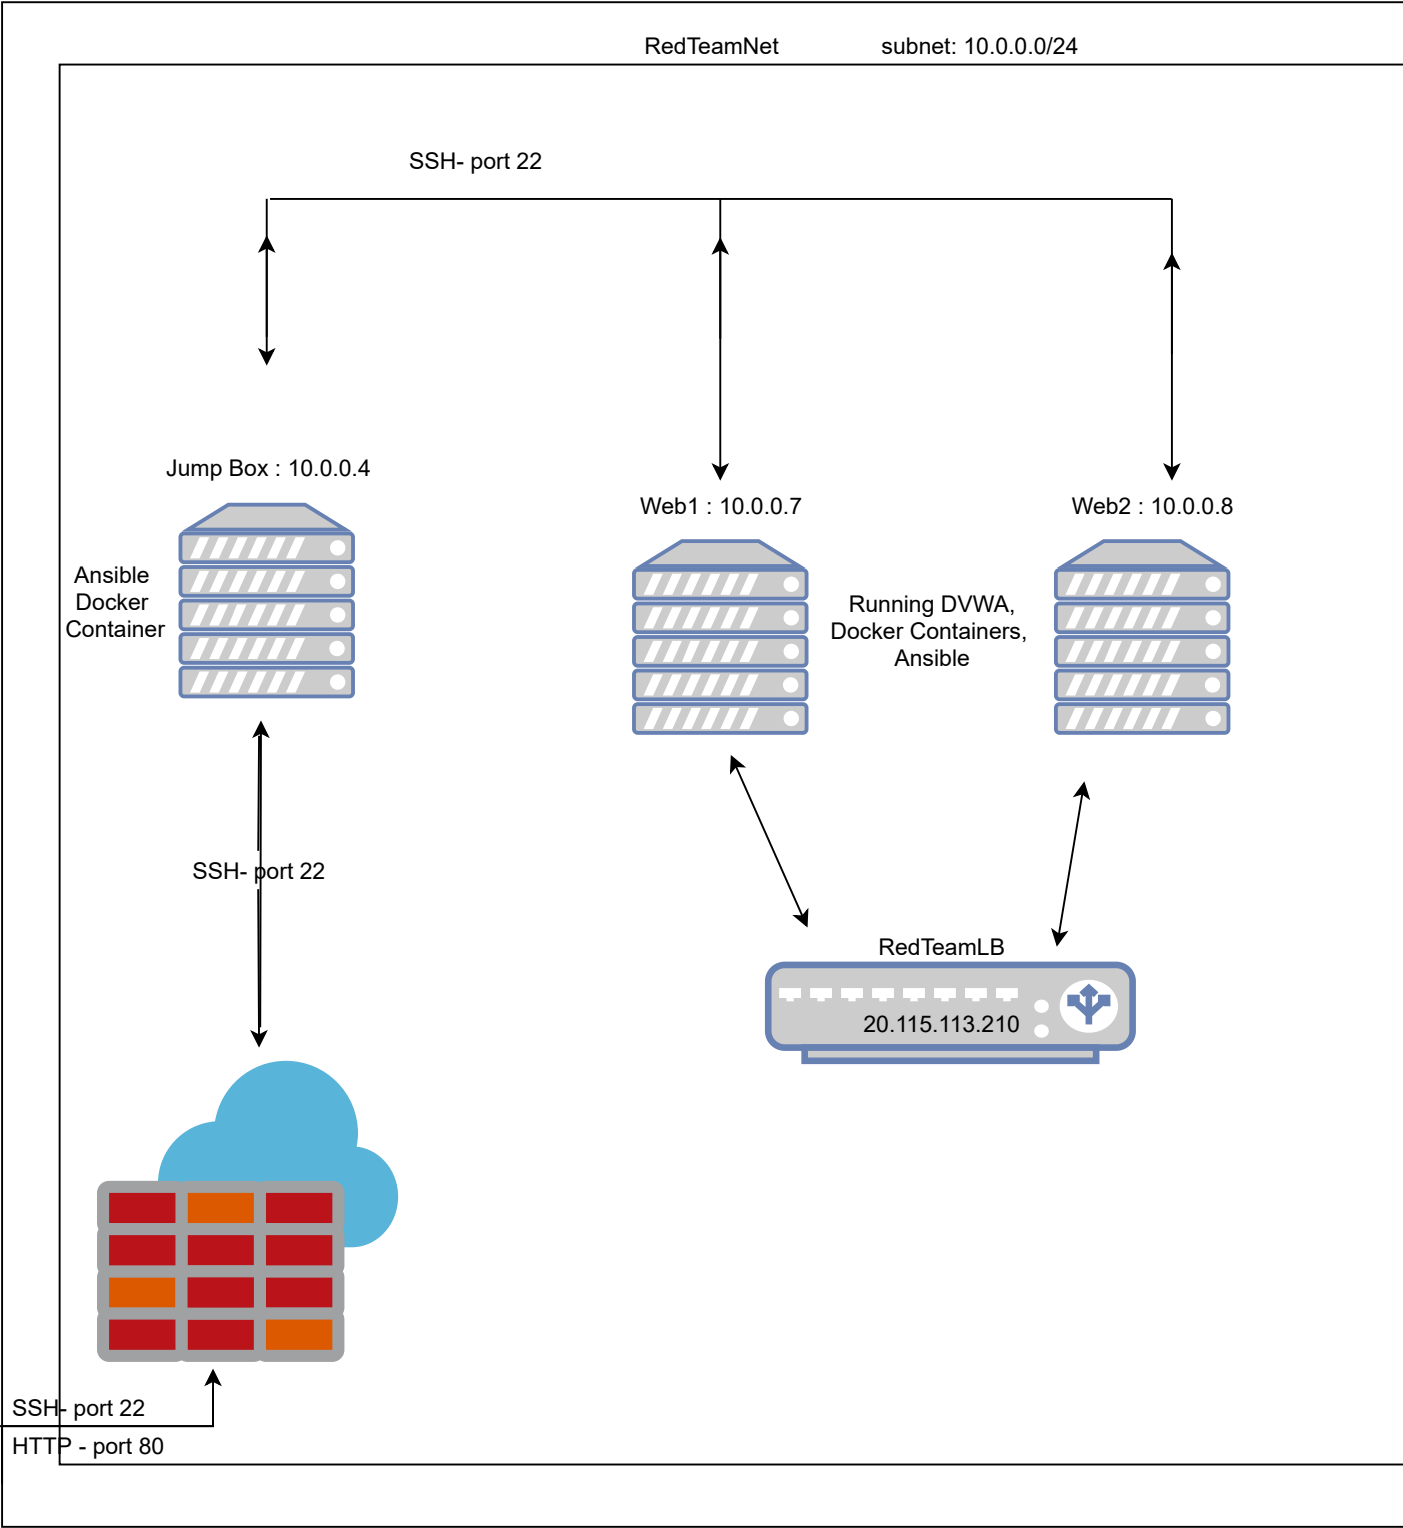 RedTeamNet
subnet: 10.0.0.0/24
SSH- port 22
Jump Box : 10.0.0.4
Web1 : 10.0.0.7
Web2 : 10.0.0.8
Ansible
Docker
Container
Running DVWA,
Docker Containers,
Ansible
SSH- port 22
RedTeamLB
20.115.113.210
SSH- port 22
HTTP - port 80